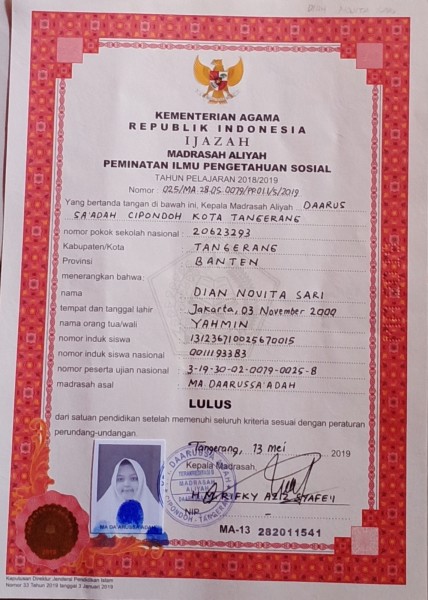 DIAN NOVITA SARI
KEMENTERIAN AGAMA
REPUBLIK INDONESIA
IJAZAH
MADRASAH ALIYAH
PEMINATAN ILMU PENGETAHUAN SOSIAL
TAHUN PELAJARAN 2018/2019
Nomor : 025/MA.28.05.0079/PP.01.1/5/2019
Yang bertanda tangan di bawah ini, Kepala Madrasah Aliyah DAARUS
SA'ADAH CIPONDOH KOTA TANGERANG
nomor pokok sekolah nasional : 20623293
Kabupaten/Kota : TANGERANG
Provinsi : BANTEN
menerangkan bahwa:
nama : DIAN NOVITA SARI
tempat dan tanggal lahir : Jakarta, 03 November 2000
nama orang tua/wali : YAHMIN
nomor induk siswa : 131236710025670015
nomor induk siswa nasional : 0011193383
nomor peserta ujian nasional : 3-19-30-02-0079-0025-8
madrasah asal : MA. DAARUSSA'ADAH
LULUS
dari satuan pendidikan setelah memenuhi seluruh kriteria sesuai dengan peraturan
perundang-undangan.
Tangerang, 13 Mei 2019
Kepala Madrasah,
RIFKY AZIZ SYAFE'I
NIP. -
MA DAARUSSA'ADAH
MADRASAH
ALIYAH
MA-13 282011541
Keputusan Direktur Jenderal Pendidikan Islam
Nomor 33 Tahun 2019 tanggal 3 Januari 2019